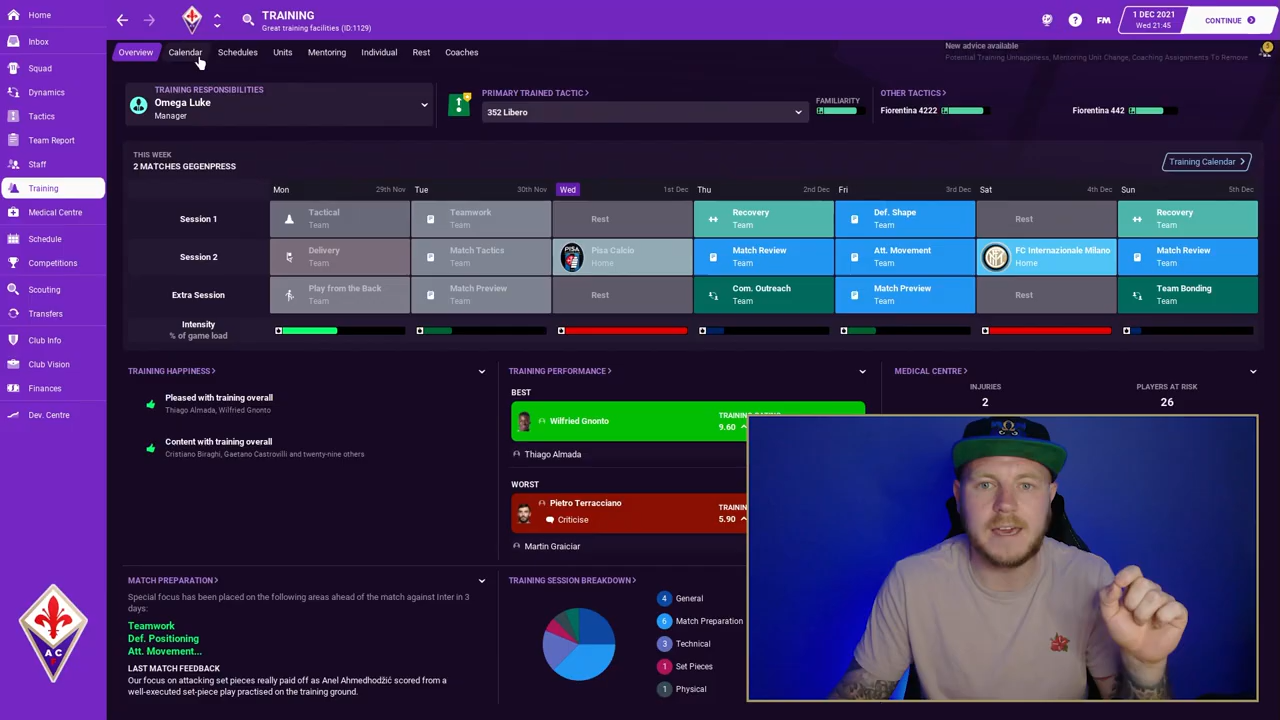 Home
Inbox
Squad
Dynamics
Tactics
Team Report
Staff
Training
Medical Centre
Schedule
Competitions
Scouting
Transfers
Club Info
Club Vision
Finances
Dev. Centre
AC
F
TRAINING
Great training facilities (ID:1129)
FM
1 DEC 2021
Wed 21:45
CONTINUE
Overview
Calendar
Schedules
Units
Mentoring
Individual
Rest
Coaches
New advice available
Potential Training Unhappiness, Mentoring Unit Change, Coaching Assignments To Remove
TRAINING RESPONSIBILITIES
Omega Luke
Manager
PRIMARY TRAINED TACTIC
352 Libero
FAMILIARITY
OTHER TACTICS
Fiorentina 4222
Fiorentina 442
THIS WEEK
2 MATCHES GEGENPRESS
Training Calendar
Mon 29th Nov
Tue 30th Nov
Wed 1st Dec
Thu 2nd Dec
Fri 3rd Dec
Sat 4th Dec
Sun 5th Dec
Session 1
Tactical
Team
Teamwork
Team
Rest
Recovery
Team
Def. Shape
Team
Rest
Recovery
Team
Session 2
Delivery
Team
Match Tactics
Team
PISA
Pisa Calcio
Home
Match Review
Team
Att. Movement
Team
FC Internazionale Milano
Home
Match Review
Team
Extra Session
Play from the Back
Team
Match Preview
Team
Rest
Com. Outreach
Team
Match Preview
Team
Rest
Team Bonding
Team
Intensity
% of game load
TRAINING HAPPINESS
Pleased with training overall
Thiago Almada, Wilfried Gnonto
Content with training overall
Cristiano Biraghi, Gaetano Castrovilli and twenty-nine others
TRAINING PERFORMANCE
BEST
Wilfried Gnonto
9.60
Thiago Almada
WORST
Pietro Terracciano
Criticise
5.90
Martin Graiciar
MEDICAL CENTRE
INJURIES
2
PLAYERS AT RISK
26
MATCH PREPARATION
Special focus has been placed on the following areas ahead of the match against Inter in 3
days:
Teamwork
Def. Positioning
Att. Movement...
LAST MATCH FEEDBACK
Our focus on attacking set pieces really paid off as Anel Ahmedhodžić scored from a
well-executed set-piece play practised on the training ground.
TRAINING SESSION BREAKDOWN
4 General
6 Match Preparation
3 Technical
1 Set Pieces
1 Physical